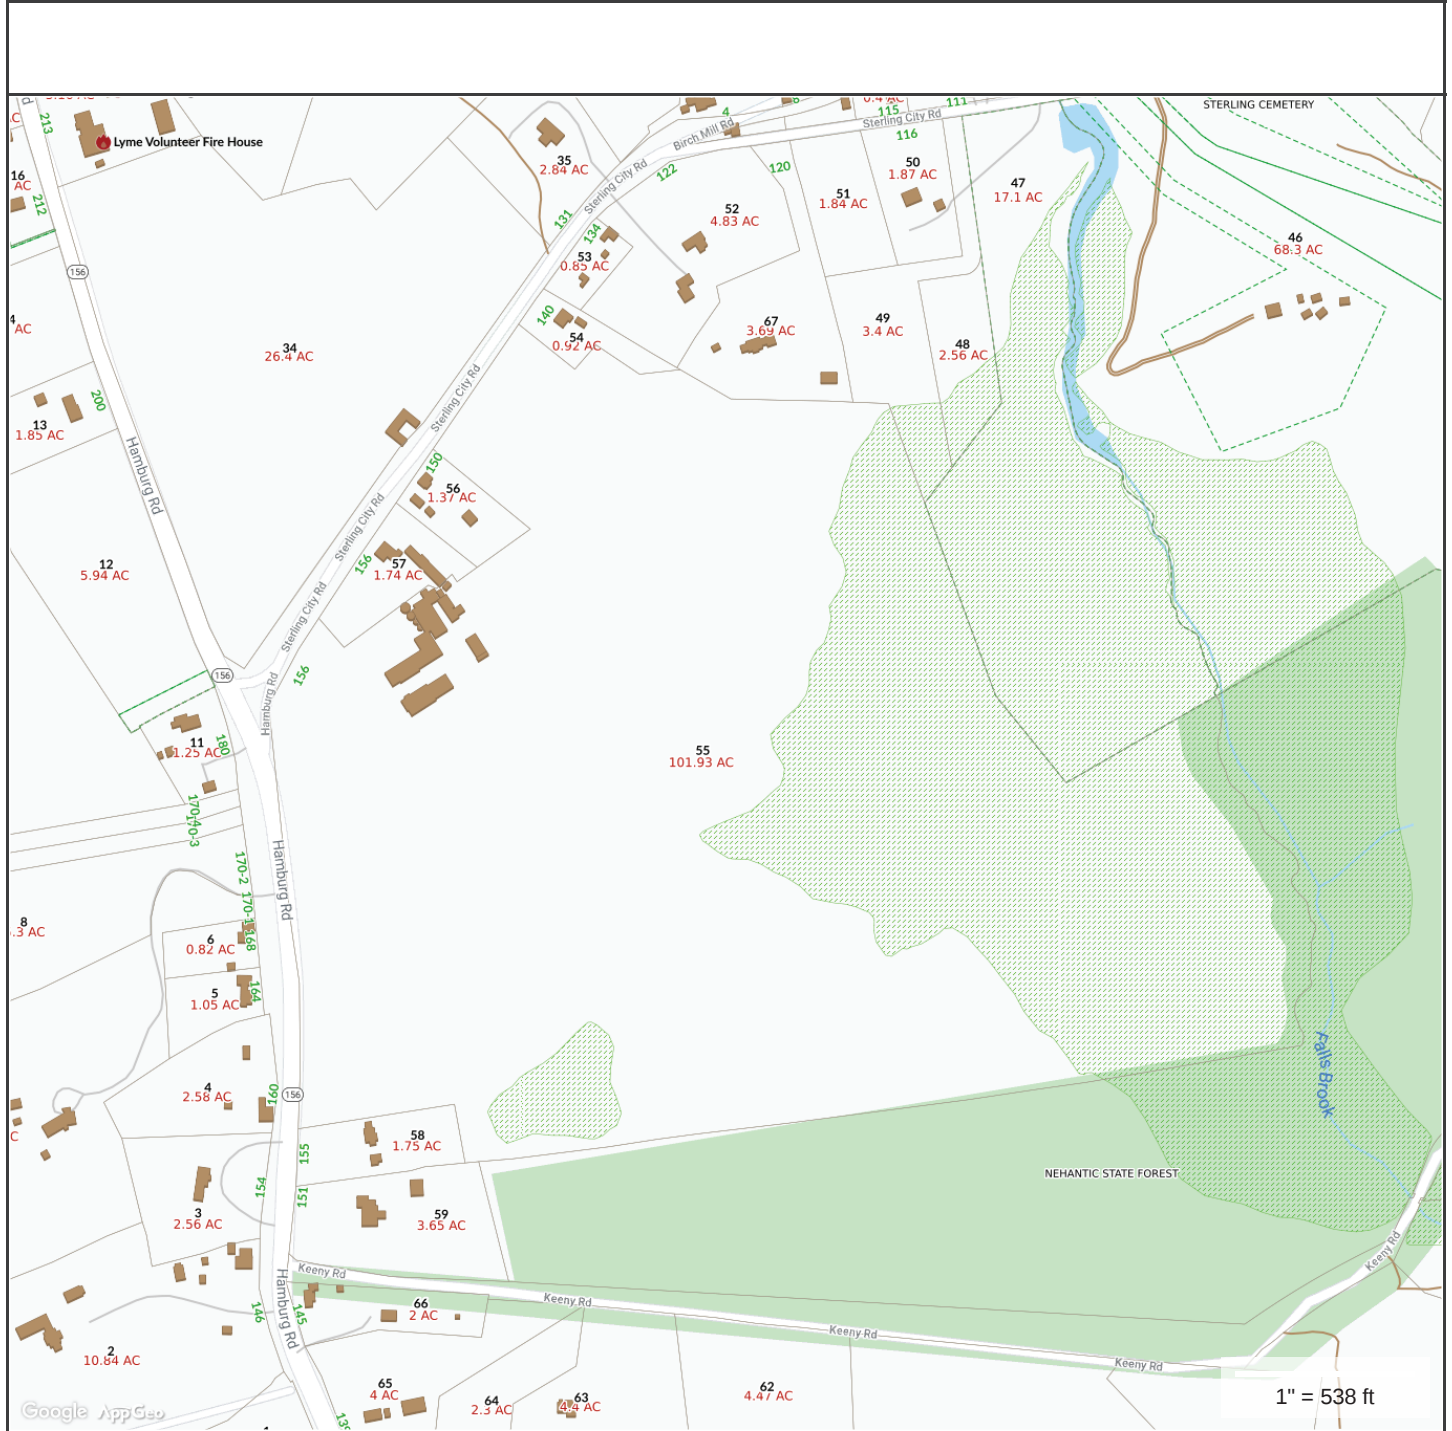 STERLING CEMETERY
213
4
6
0.4 AC
115
111
Sterling City Rd
116
Birch Mill Rd
Lyme Volunteer Fire House
35
2.84 AC
122
120
50
1.87 AC
16
AC
212
Sterling City Rd
51
1.84 AC
47
17.1 AC
52
4.83 AC
131
134
46
68.3 AC
53
0.85 AC
156
140
AC
54
0.92 AC
67
3.69 AC
49
3.4 AC
48
2.56 AC
34
26.4 AC
200
Sterling City Rd
13
1.85 AC
Hamburg Rd
150
56
1.37 AC
Sterling City Rd
156
57
1.74 AC
12
5.94 AC
Sterling City Rd
156
156
Hamburg Rd
11
1.25 AC
180
55
101.93 AC
170-4
170-3
Hamburg Rd
170-2
170-1
168
8
.3 AC
6
0.82 AC
5
1.05 AC
164
Falls Brook
4
2.58 AC
160
156
58
1.75 AC
155
154
151
NEHANTIC STATE FOREST
3
2.56 AC
59
3.65 AC
Keeny Rd
Keeny Rd
Hamburg Rd
146
145
66
2 AC
Keeny Rd
Keeny Rd
Keeny Rd
2
10.84 AC
65
4 AC
64
2.3 AC
63
4.4 AC
62
4.47 AC
1" = 538 ft
Google AppGeo
139